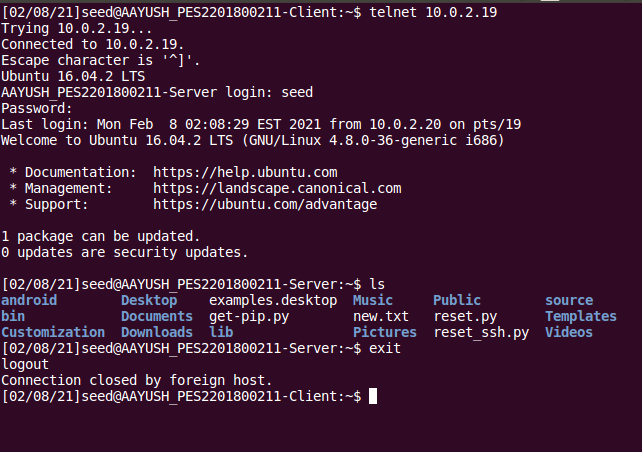 [02/08/21]seed@AAYUSH_PES2201800211-Client:~$ telnet 10.0.2.19
Trying 10.0.2.19...
Connected to 10.0.2.19.
Escape character is '^]'.
Ubuntu 16.04.2 LTS
AAYUSH_PES2201800211-Server login: seed
Password:
Last login: Mon Feb  8 02:08:29 EST 2021 from 10.0.2.20 on pts/19
Welcome to Ubuntu 16.04.2 LTS (GNU/Linux 4.8.0-36-generic i686)

 * Documentation:  https://help.ubuntu.com
 * Management:     https://landscape.canonical.com
 * Support:        https://ubuntu.com/advantage

1 package can be updated.
0 updates are security updates.

[02/08/21]seed@AAYUSH_PES2201800211-Server:~$ ls
android        Desktop    examples.desktop  Music     Public        source
bin            Documents  get-pip.py        new.txt   reset.py      Templates
Customization  Downloads  lib               Pictures  reset_ssh.py  Videos
[02/08/21]seed@AAYUSH_PES2201800211-Server:~$ exit
logout
Connection closed by foreign host.
[02/08/21]seed@AAYUSH_PES2201800211-Client:~$